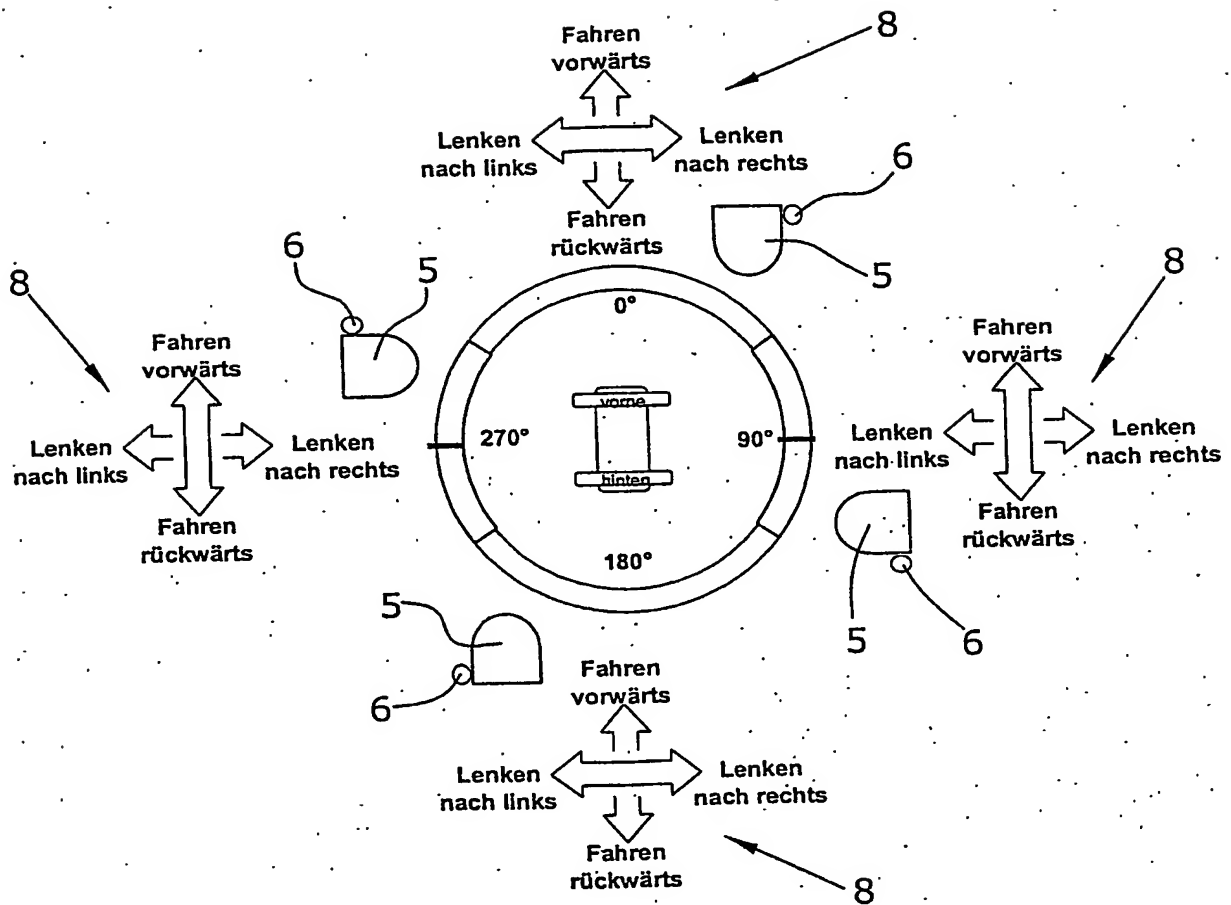 8
Fahren
vorwärts
Lenken
nach links
Lenken
nach rechts
Fahren
rückwärts
6
5
6
5
8
8
0°
Fahren
vorwärts
Lenken
nach links
Lenken
nach rechts
Fahren
rückwärts
270°
vorne
hinten
90°
180°
Fahren
vorwärts
Lenken
nach links
Lenken
nach rechts
Fahren
rückwärts
5
6
5
6
Fahren
vorwärts
Lenken
nach links
Lenken
nach rechts
Fahren
rückwärts
8